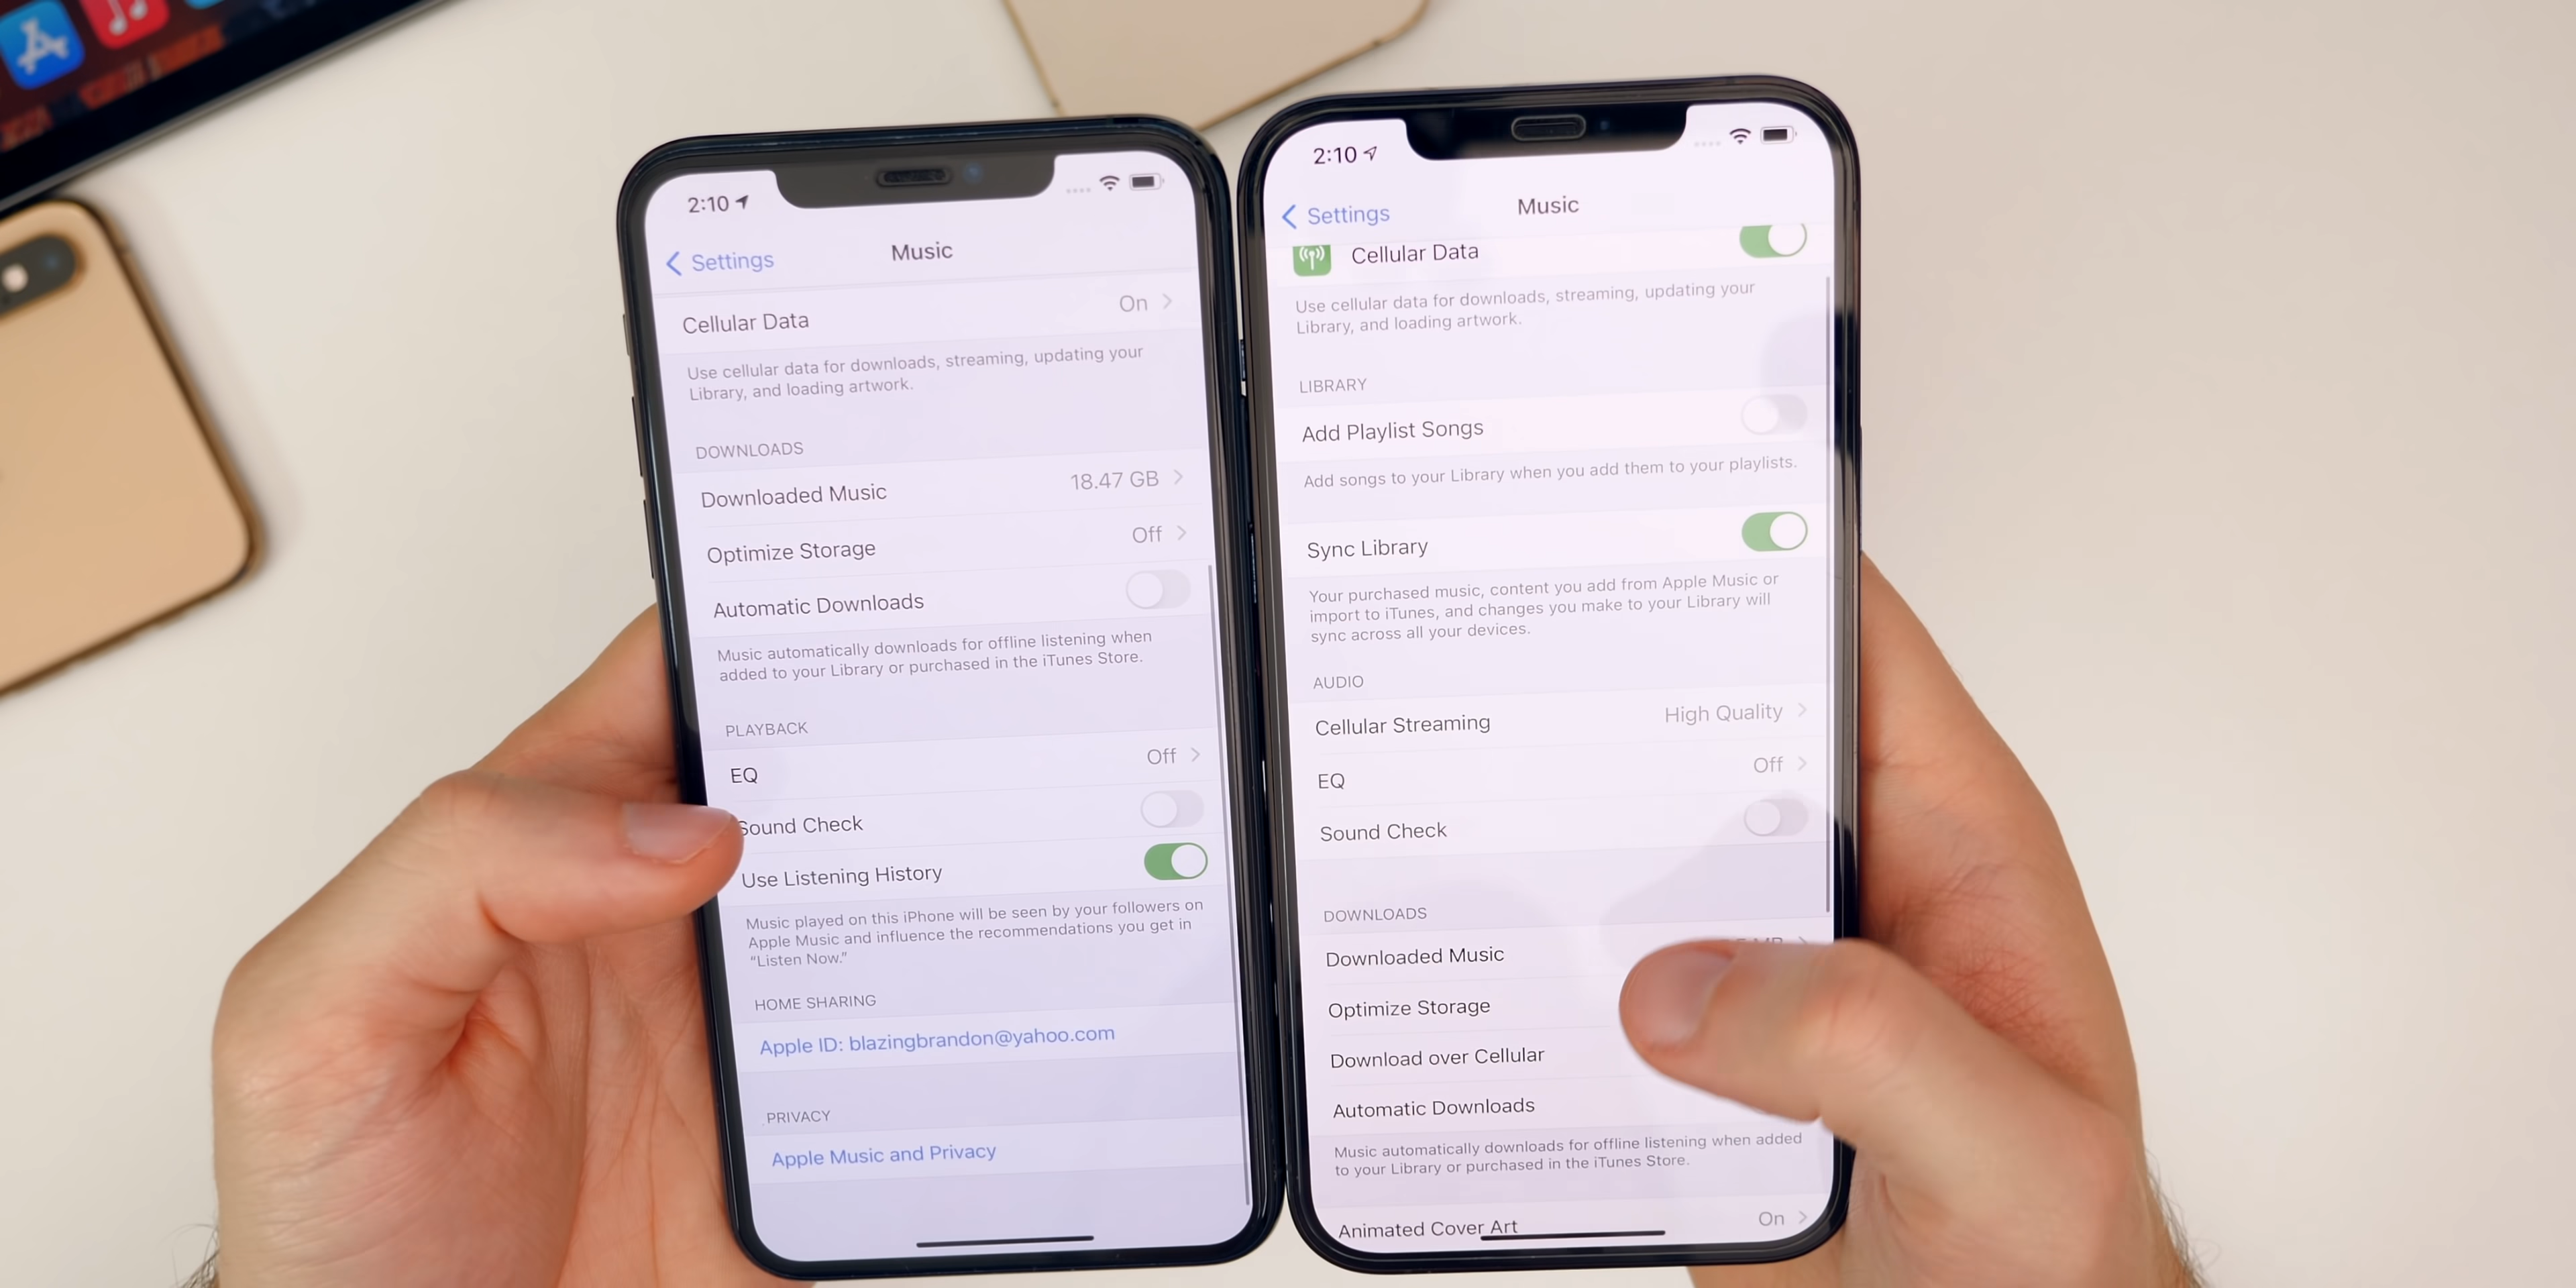 2:10
Settings
Music
Cellular Data
On
Use cellular data for downloads, streaming, updating your
Library, and loading artwork.
DOWNLOADS
Downloaded Music
18.47 GB
Optimize Storage
Off
Automatic Downloads
Music automatically downloads for offline listening when
added to your Library or purchased in the iTunes Store.
PLAYBACK
EQ
Off
Sound Check
Use Listening History
Music played on this iPhone will be seen by your followers on
Apple Music and influence the recommendations you get in
"Listen Now."
HOME SHARING
Apple ID: blazingbrandon@yahoo.com
PRIVACY
Apple Music and Privacy
2:10
Settings
Music
Cellular Data
Use cellular data for downloads, streaming, updating your
Library, and loading artwork.
LIBRARY
Add Playlist Songs
Add songs to your Library when you add them to your playlists.
Sync Library
Your purchased music, content you add from Apple Music or
import to iTunes, and changes you make to your Library will
sync across all your devices.
AUDIO
Cellular Streaming
High Quality
EQ
Off
Sound Check
DOWNLOADS
Downloaded Music
MB
Optimize Storage
Download over Cellular
Automatic Downloads
Music automatically downloads for offline listening when added
to your Library or purchased in the iTunes Store.
Animated Cover Art
On